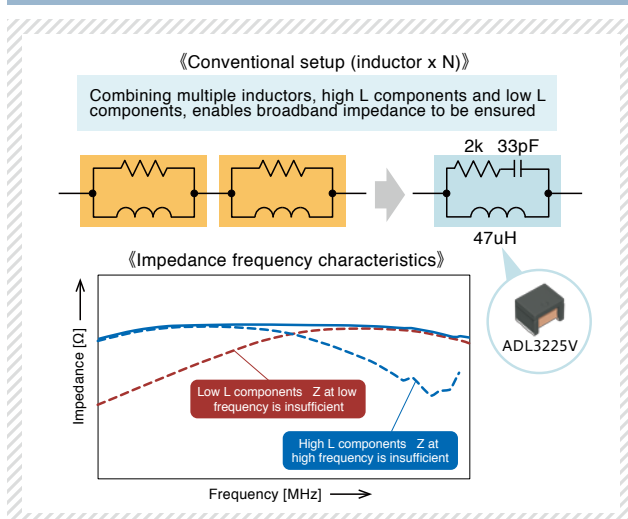 《Conventional setup (inductor x N)》
Combining multiple inductors, high L components and low L
components, enables broadband impedance to be ensured
2k 33pF
47uH
《Impedance frequency characteristics》
ADL3225V
Impedance [Ω]
Low L components Z at low
frequency is insufficient
High L components Z at
high frequency is insufficient
Frequency [MHz]